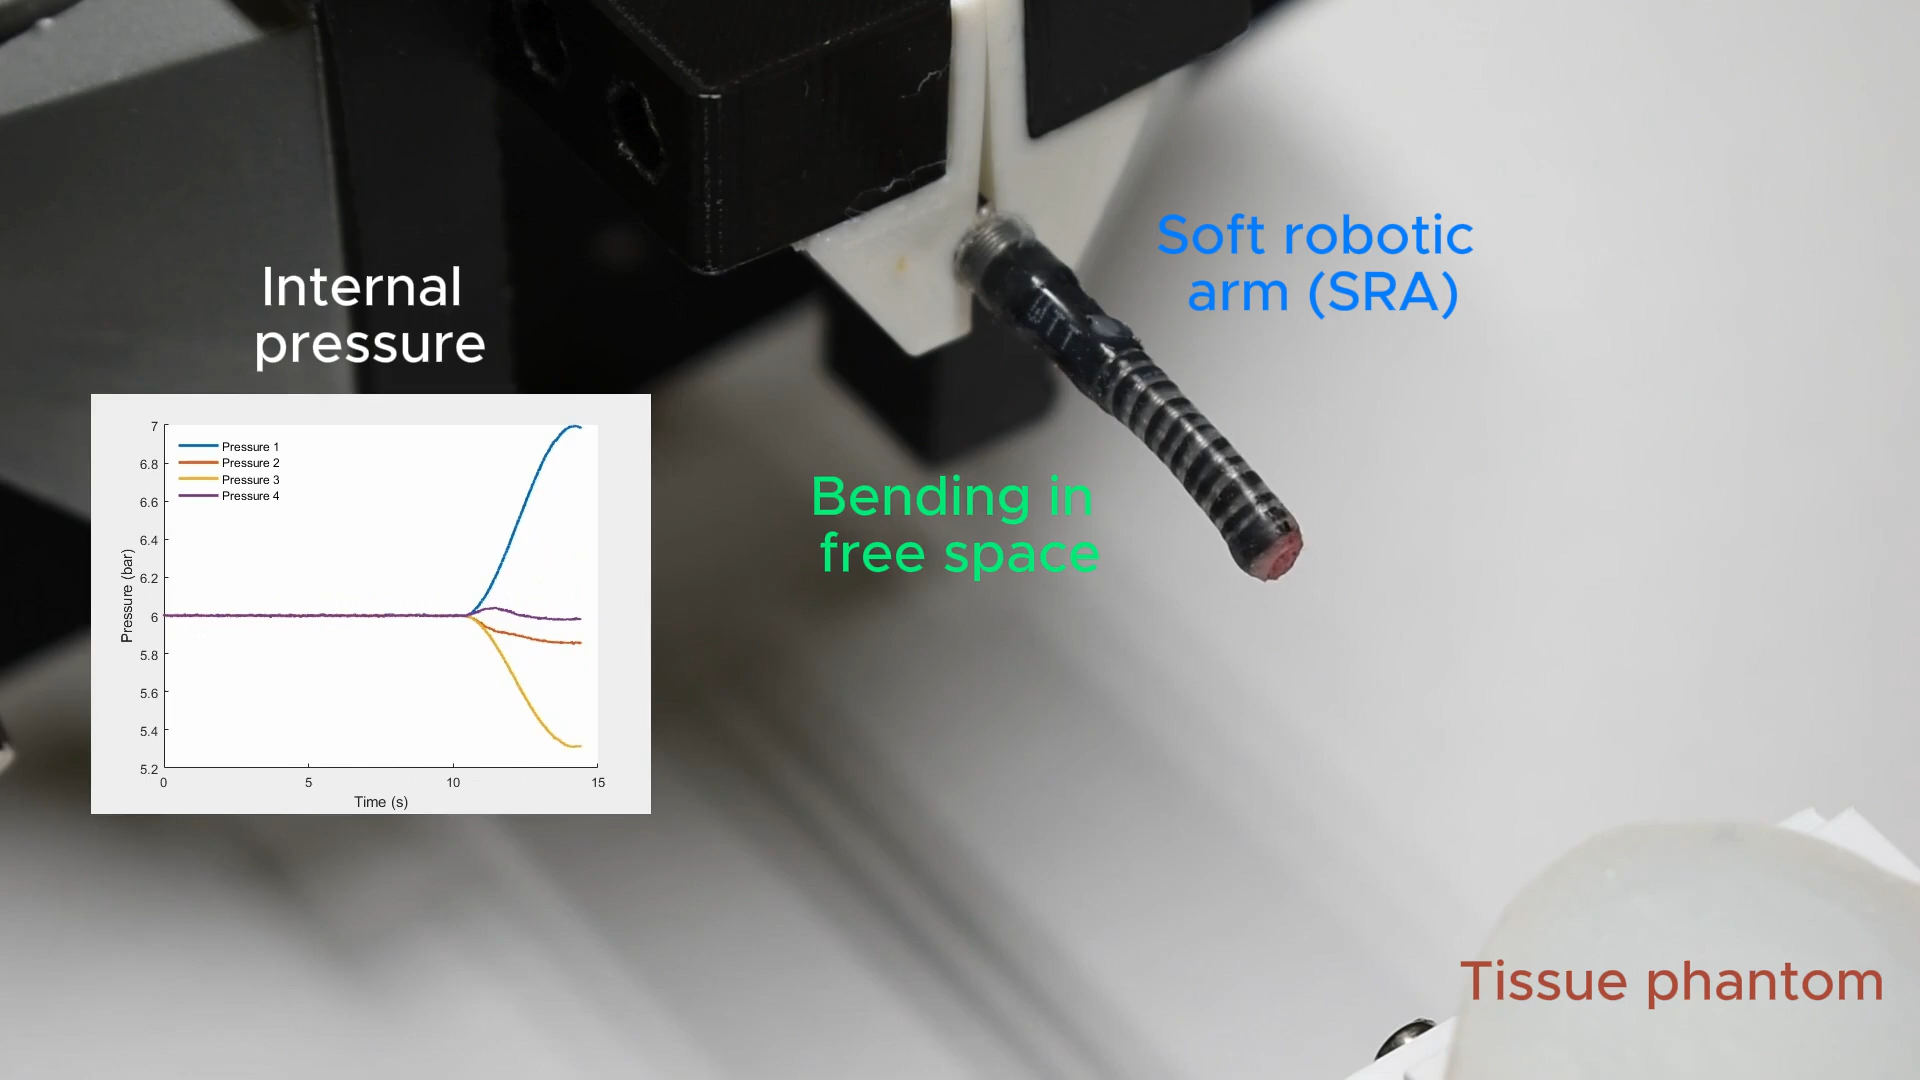 Soft robotic
arm (SRA)
Internal
pressure
7
6.8
6.6
6.4
6.2
6
5.8
5.6
5.4
5.2
Pressure (bar)
Pressure 1
Pressure 2
Pressure 3
Pressure 4
0
5
10
15
Time (s)
Bending in
free space
Tissue phantom